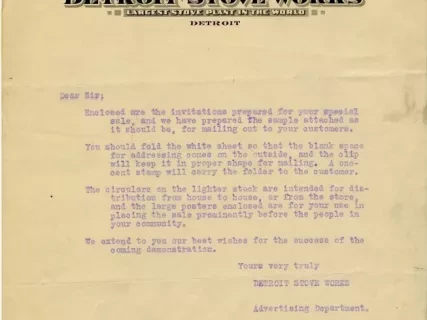 DETROIT STOVE WORKS
LARGEST STOVE PLANT IN THE WORLD
DETROIT
Dear Sir;
Enclosed are the invitations prepared for your special
sale, and we have prepared the sample attached as
it should be, for mailing out to your customers.
You should fold the white sheet so that the blank space
for addressing comes on the outside, and the clip
will keep it in proper shape for mailing. A one-
cent stamp will carry the folder to the customer.
The circulars on the lighter stock are intended for dis-
tribution from house to house, or from the store,
and the large posters enclosed are for your use in
placing the sale prominently before the people in
your community.
We extend to you our best wishes for the success of the
coming demonstration.
Yours very truly
DETROIT STOVE WORKS
Advertising Department.